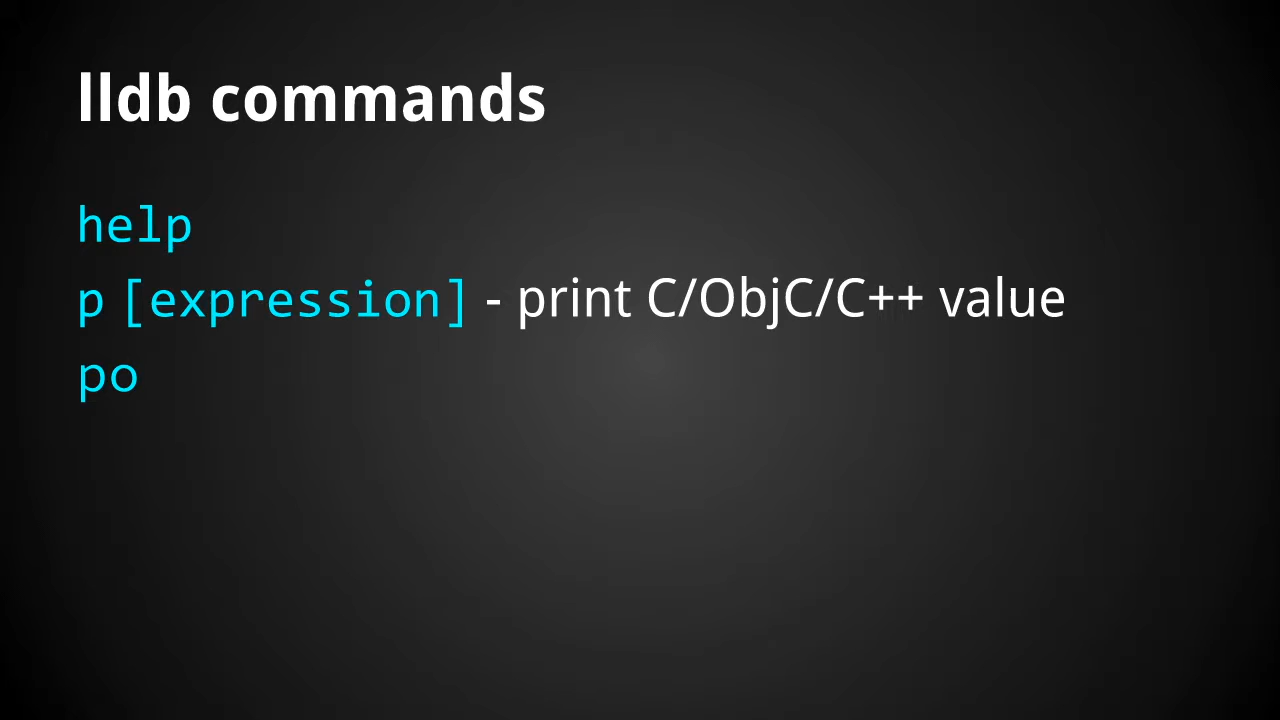 lldb commands
help
p [expression] - print C/ObjC/C++ value
po